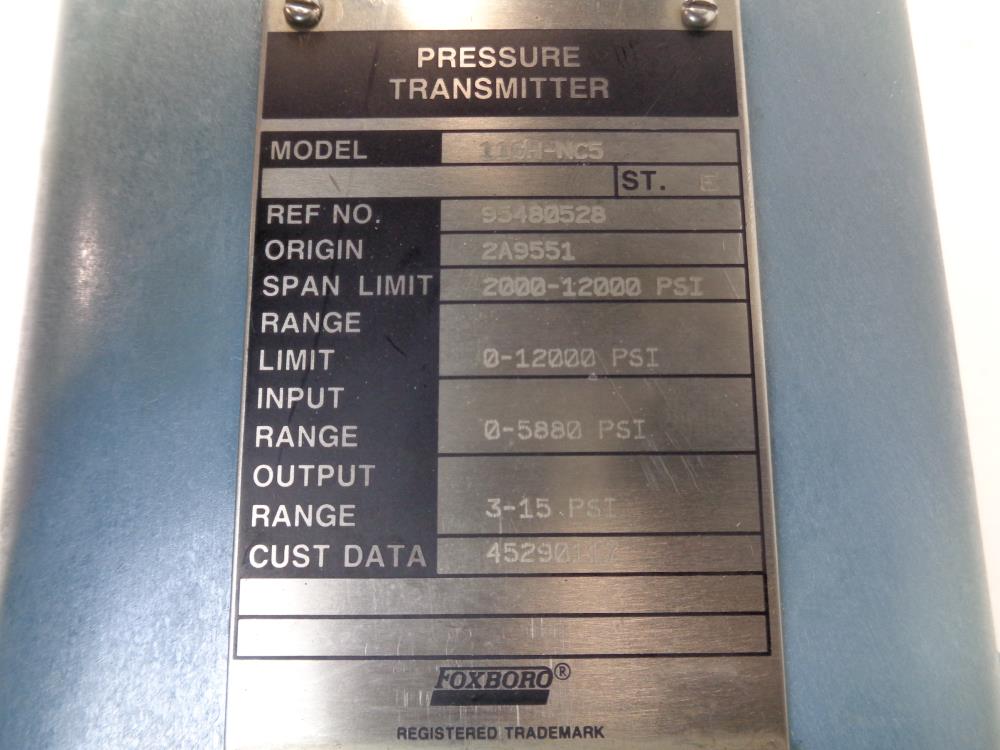 PRESSURE
TRANSMITTER
MODEL
ST. E
REF NO. 95480528
ORIGIN 2A9551
SPAN LIMIT 2000-12000 PSI
RANGE
LIMIT 0-12000 PSI
INPUT
RANGE 0-5880 PSI
OUTPUT
RANGE 3-15 PSI
CUST DATA
FOXBORO®
REGISTERED TRADEMARK